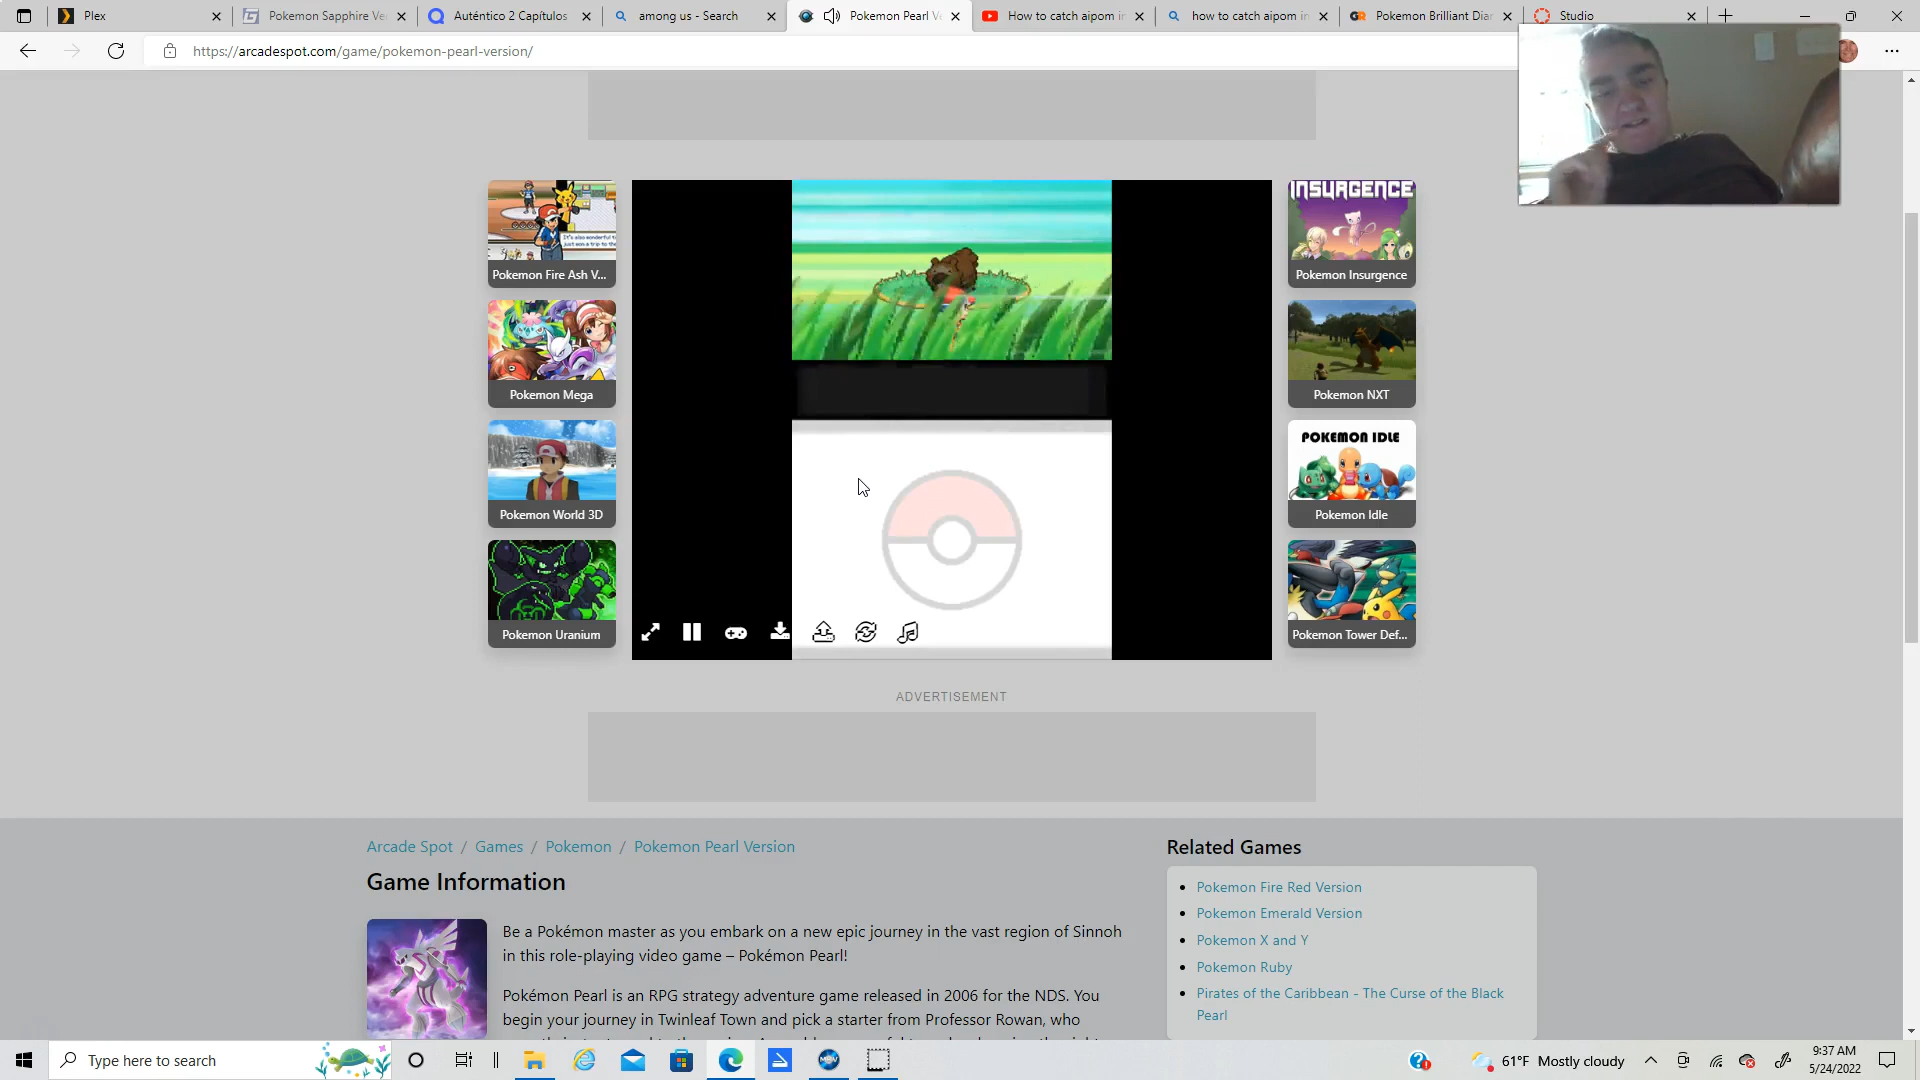 Plex
Pokemon Sapphire Ve
Auténtico 2 Capítulos
among us - Search
Pokemon Pearl V
How to catch aipom in
how to catch aipom in
Pokemon Brilliant Dia
Studio
https://arcadespot.com/game/pokemon-pearl-version/
Pokemon Fire Ash V...
Pokemon Mega
Pokemon World 3D
Pokemon Uranium
INSURGENCE
Pokemon Insurgence
Pokemon NXT
POKEMON IDLE
Pokemon Idle
Pokemon Tower Def...
ADVERTISEMENT
Arcade Spot / Games / Pokemon / Pokemon Pearl Version
Game Information
Be a Pokémon master as you embark on a new epic journey in the vast region of Sinnoh
in this role-playing video game – Pokémon Pearl!
Pokémon Pearl is an RPG strategy adventure game released in 2006 for the NDS. You
begin your journey in Twinleaf Town and pick a starter from Professor Rowan, who
Related Games
Pokemon Fire Red Version
Pokemon Emerald Version
Pokemon X and Y
Pokemon Ruby
Pirates of the Caribbean - The Curse of the Black
Pearl
Type here to search
61°F Mostly cloudy
9:37 AM
5/24/2022